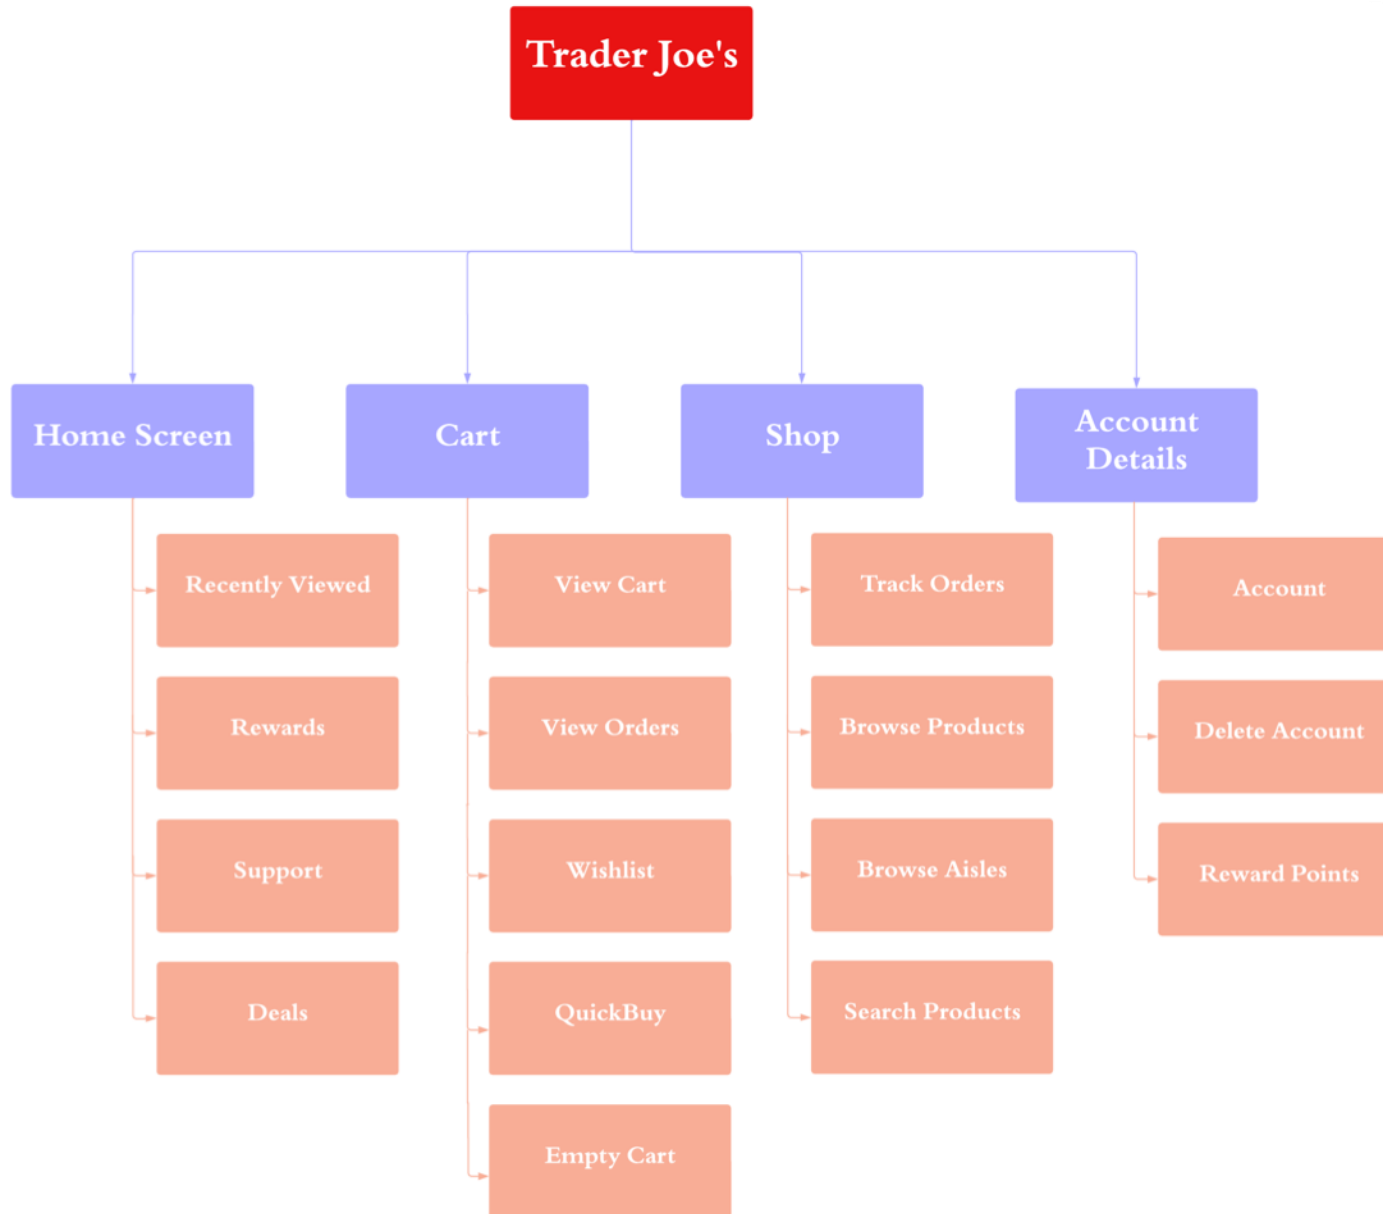 Trader Joe's
Home Screen
Cart
Shop
Account
Details
Recently Viewed
Rewards
Support
Deals
View Cart
View Orders
Wishlist
QuickBuy
Empty Cart
Track Orders
Browse Products
Browse Aisles
Search Products
Account
Delete Account
Reward Points